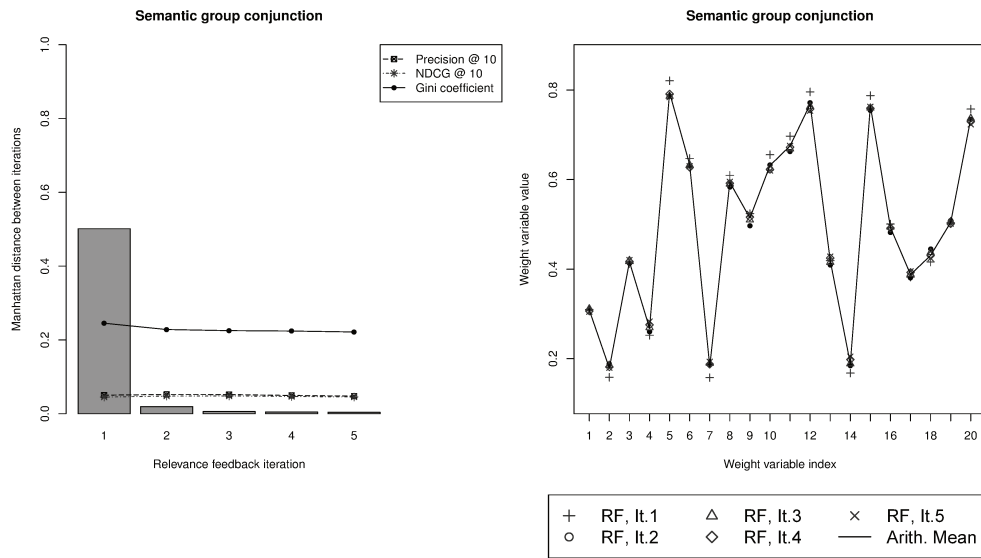 Semantic group conjunction
Manhattan distance between iterations
1.0
0.8
0.6
0.4
0.2
0.0
1 2 3 4 5
Relevance feedback iteration
Precision @ 10
NDCG @ 10
Gini coefficient
Semantic group conjunction
Weight variable value
0.8
0.6
0.4
0.2
1 2 3 4 5 6 7 8 9 10 12 14 16 18 20
Weight variable index
RF, It.1 RF, It.3 RF, It.5
RF, It.2 RF, It.4 Arith. Mean